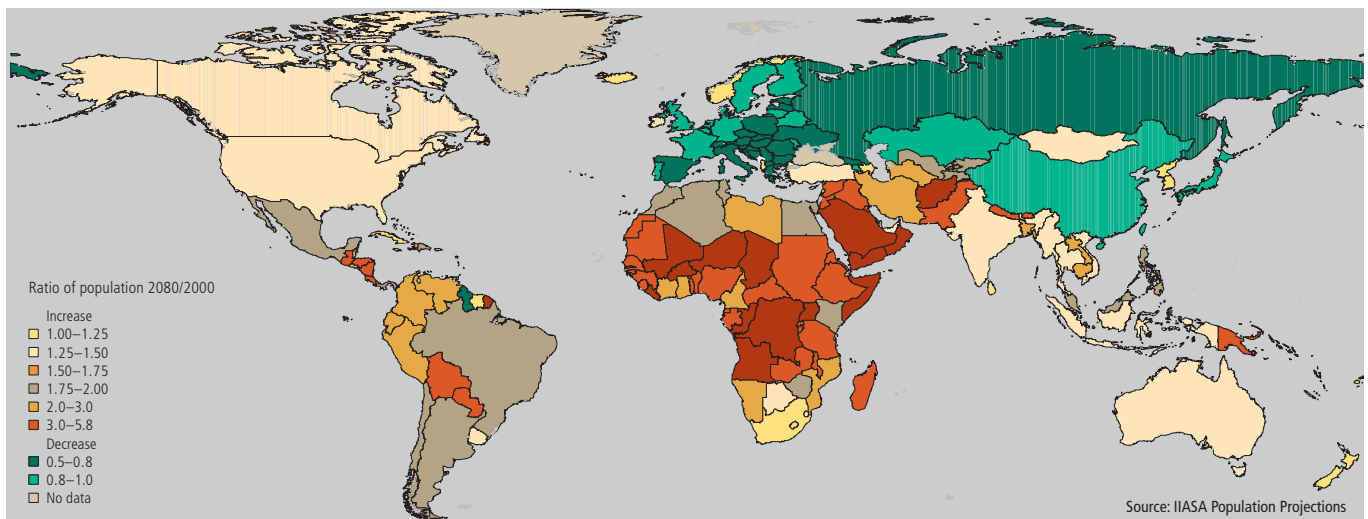 Ratio of population 2080/2000
Increase
1.00–1.25
1.25–1.50
1.50–1.75
1.75–2.00
2.0–3.0
3.0–5.8
Decrease
0.5–0.8
0.8–1.0
No data
Source: IIASA Population Projections